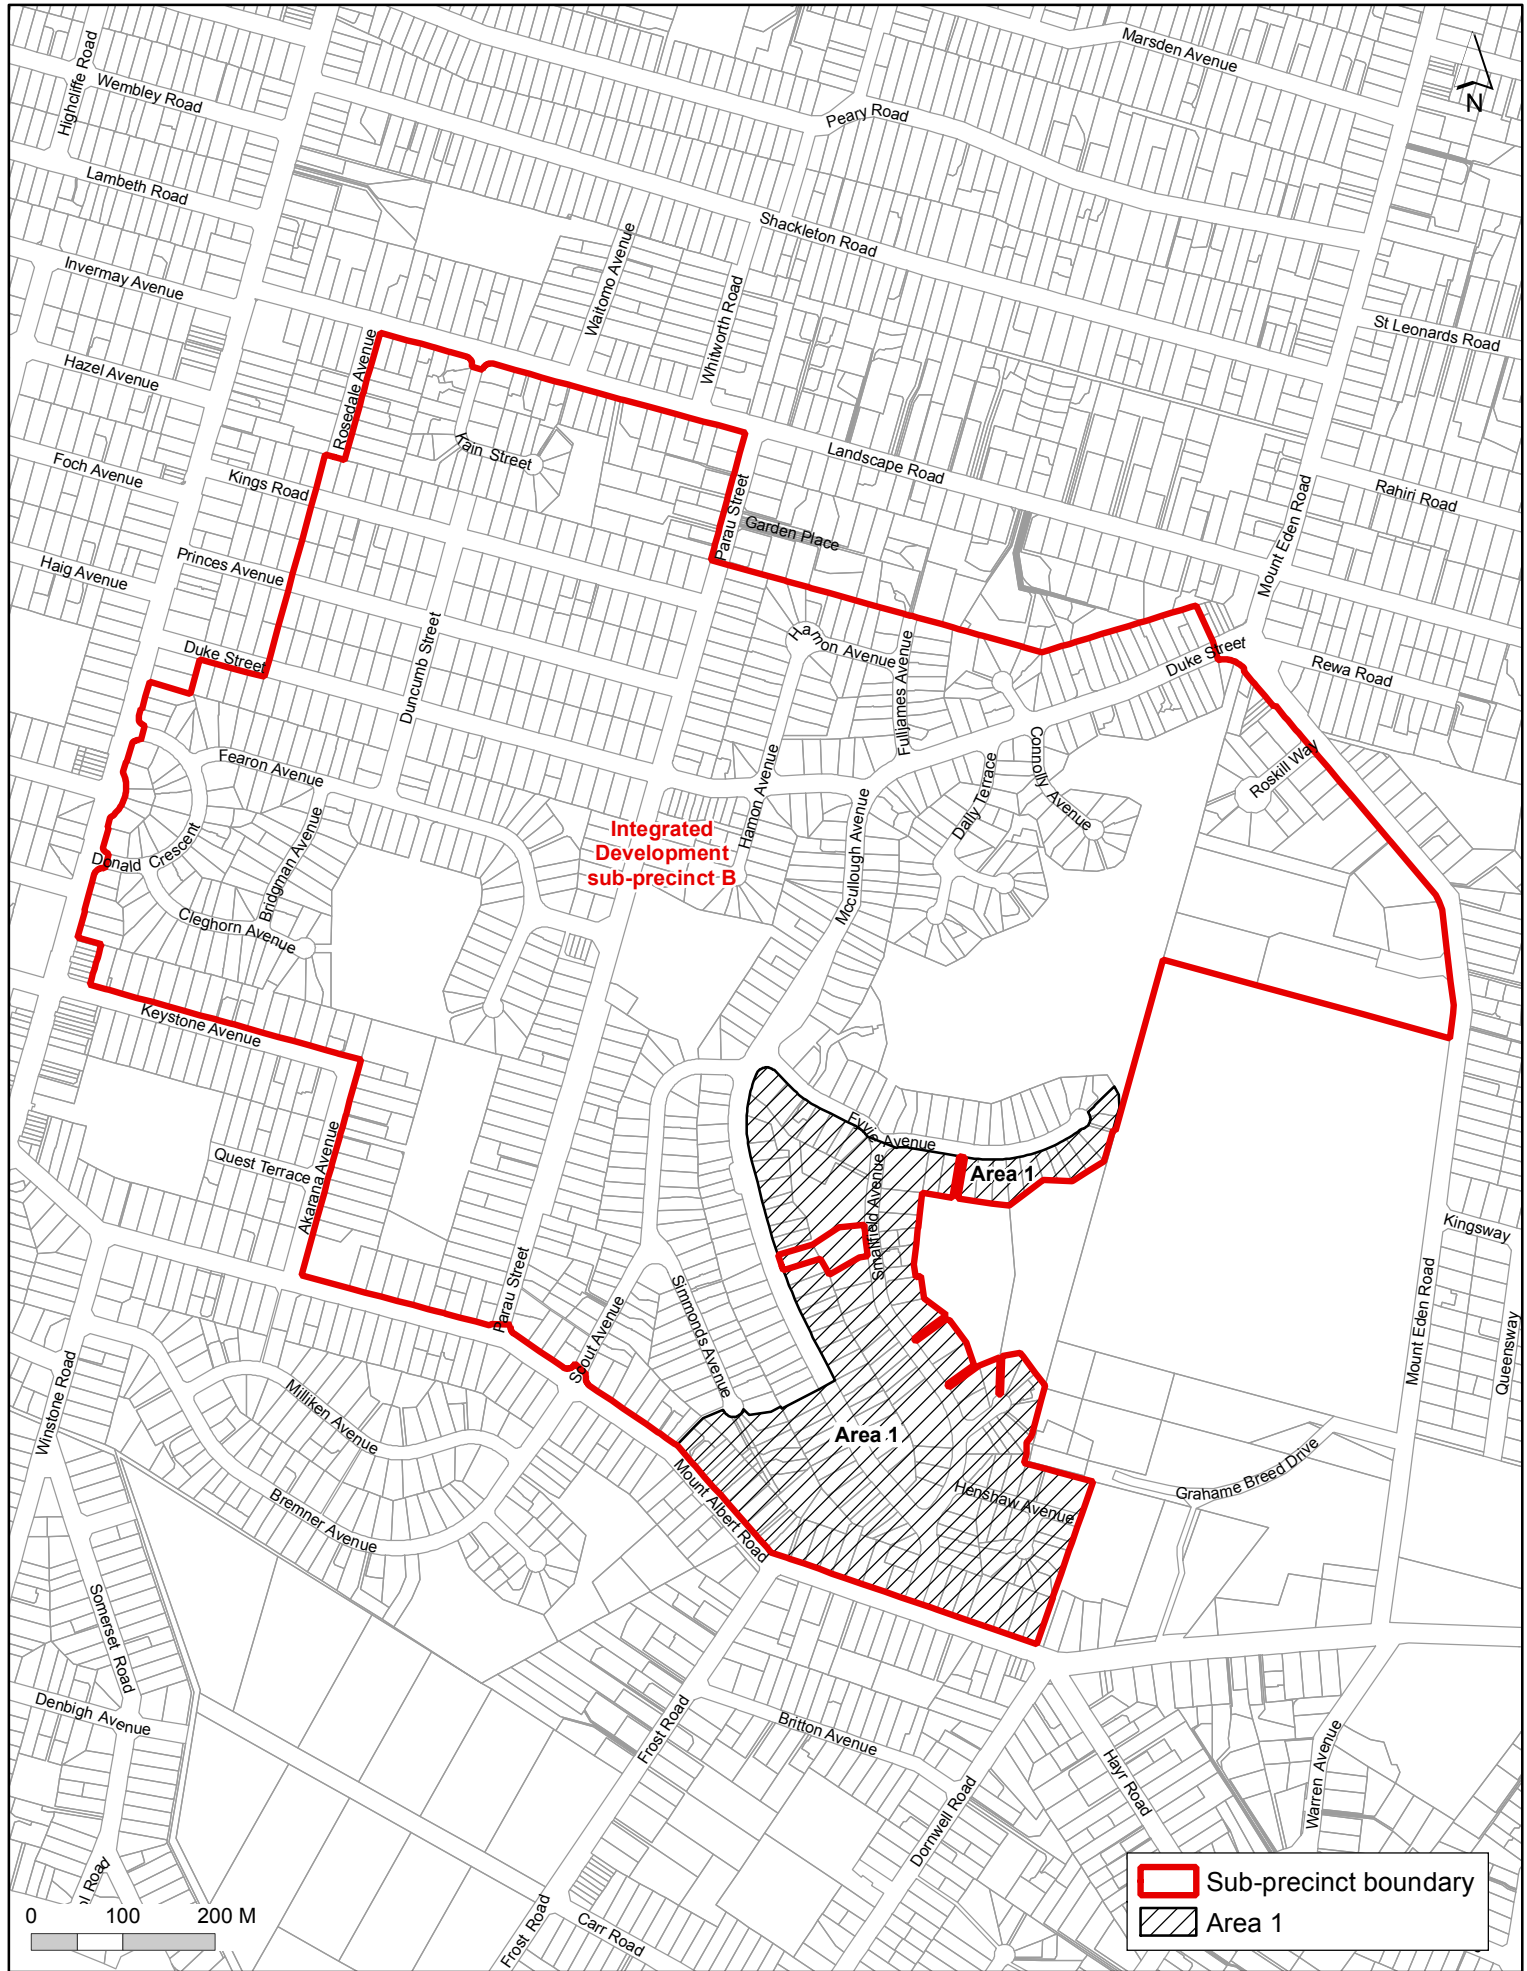 Marsden Avenue
Highcliffe Road
Wembley Road
N
Peary Road
Lambeth Road
Shackleton Road
Waitomo Avenue
Invermay Avenue
Whitworth Road
St Leonards Road
Hazel Avenue
Rosedale Avenue
Tain Street
Landscape Road
Foch Avenue
Kings Road
Rahiri Road
Parau Street
Garden Place
Mount Eden Road
Haig Avenue
Princes Avenue
Duke Street
Duncumb Street
Hamon Avenue
Fulljames Avenue
Duke Street
Rewa Road
Fearon Avenue
Connolly Avenue
Roskill Way
Hamon Avenue
Dally Terrace
Integrated
Development
sub-precinct B
Donald Crescent
Bridgman Avenue
Mccullough Avenue
Cleghorn Avenue
Keystone Avenue
Fyvie Avenue
Area 1
Quest Terrace
Akarana Avenue
Smallfield Avenue
Kingsway
Parau Street
Simmonds Avenue
Scout Avenue
Mount Eden Road
Queensway
Winstone Road
Milliken Avenue
Area 1
Mount Albert Road
Grahame Breed Drive
Henshaw Avenue
Bremner Avenue
Somerset Road
Denbigh Avenue
Frost Road
Britton Avenue
Hayr Road
Warren Avenue
Dornwell Road
ol Road
Frost Road
Carr Road
0 100 200 M
Sub-precinct boundary
Area 1